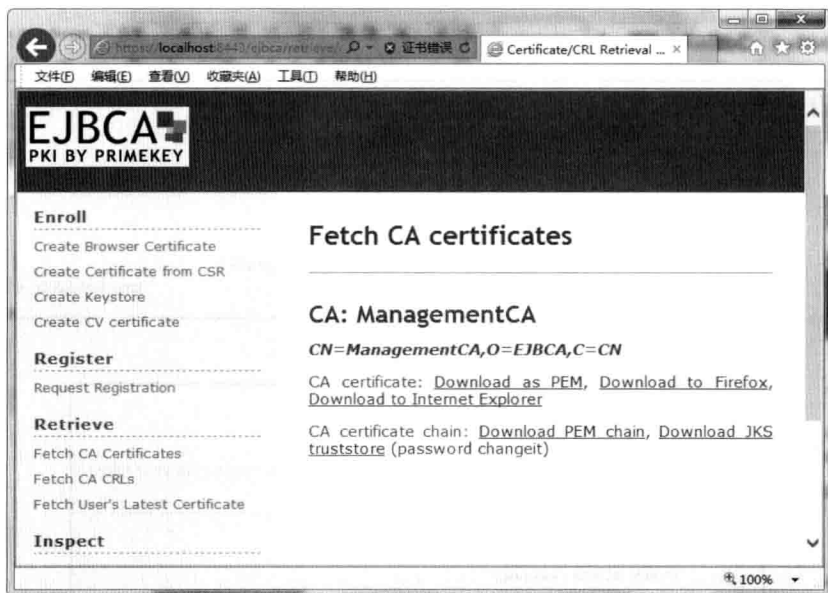 https://localhost:8443/ejbca/retrieve/
证书错误
Certificate/CRL Retrieval ...
文件(F) 编辑(E) 查看(V) 收藏夹(A) 工具(T) 帮助(H)
EJBCA
PKI BY PRIMEKEY
Enroll
Create Browser Certificate
Create Certificate from CSR
Create Keystore
Create CV certificate
Register
Request Registration
Retrieve
Fetch CA Certificates
Fetch CA CRLs
Fetch User's Latest Certificate
Inspect
Fetch CA certificates
CA: ManagementCA
CN=ManagementCA,O=EJBCA,C=CN
CA certificate: Download as PEM, Download to Firefox,
Download to Internet Explorer
CA certificate chain: Download PEM chain, Download JKS
truststore (password changeit)
100%